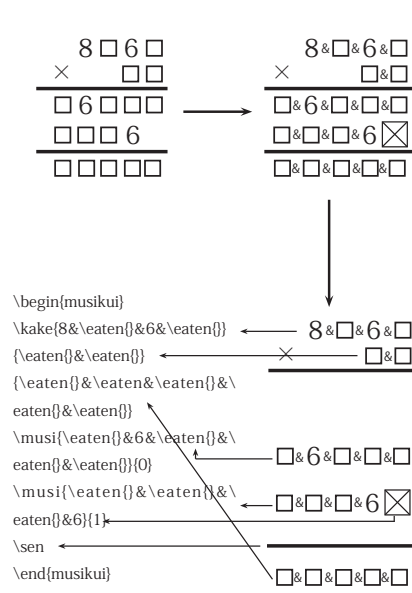 8□6□ 8&□&6&□
× □□ × □&□
□6□□□ □&6&□&□&□
□□□6 □&□&□&6☒
□□□□□ □&□&□&□&□
\begin{musikui}
\kake{8&\eaten{}&6&\eaten{}} 8&□&6&□
{\eaten{}&\eaten{}} × □&□
{\eaten{}&\eaten&\eaten{}&\
eaten{}&\eaten{}}
\musi{\eaten{}&6&\eaten{}&\
eaten{}&\eaten{}}{0} □&6&□&□&□
\musi{\eaten{}&\eaten{}&\
eaten{}&6}{1} □&□&□&6☒
\sen
\end{musikui} □&□&□&□&□